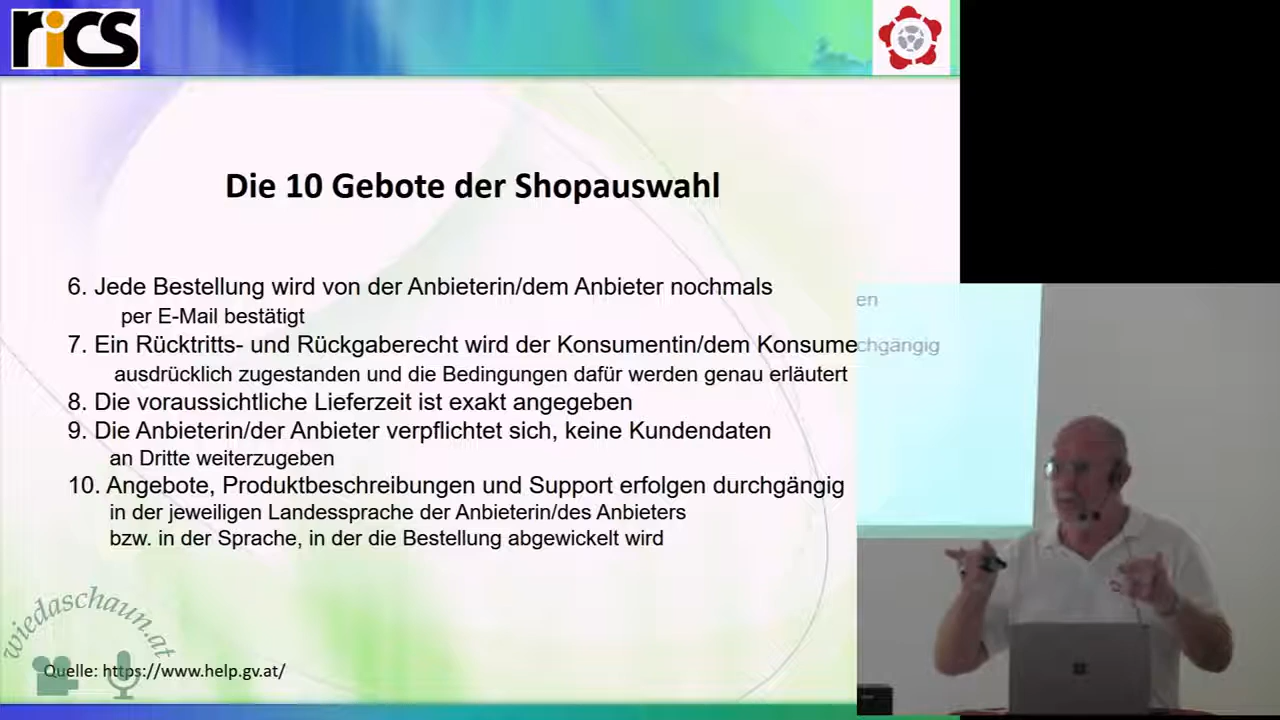 rics
Die 10 Gebote der Shopauswahl
6. Jede Bestellung wird von der Anbieterin/dem Anbieter nochmals
per E-Mail bestätigt
en
7. Ein Rücktritts- und Rückgaberecht wird der Konsumentin/dem Konsume
chgängig
ausdrücklich zugestanden und die Bedingungen dafür werden genau erläutert
8. Die voraussichtliche Lieferzeit ist exakt angegeben
9. Die Anbieterin/der Anbieter verpflichtet sich, keine Kundendaten
an Dritte weiterzugeben
10. Angebote, Produktbeschreibungen und Support erfolgen durchgängig
in der jeweiligen Landessprache der Anbieterin/des Anbieters
bzw. in der Sprache, in der die Bestellung abgewickelt wird
wiedaschaun.at
Quelle: https://www.help.gv.at/